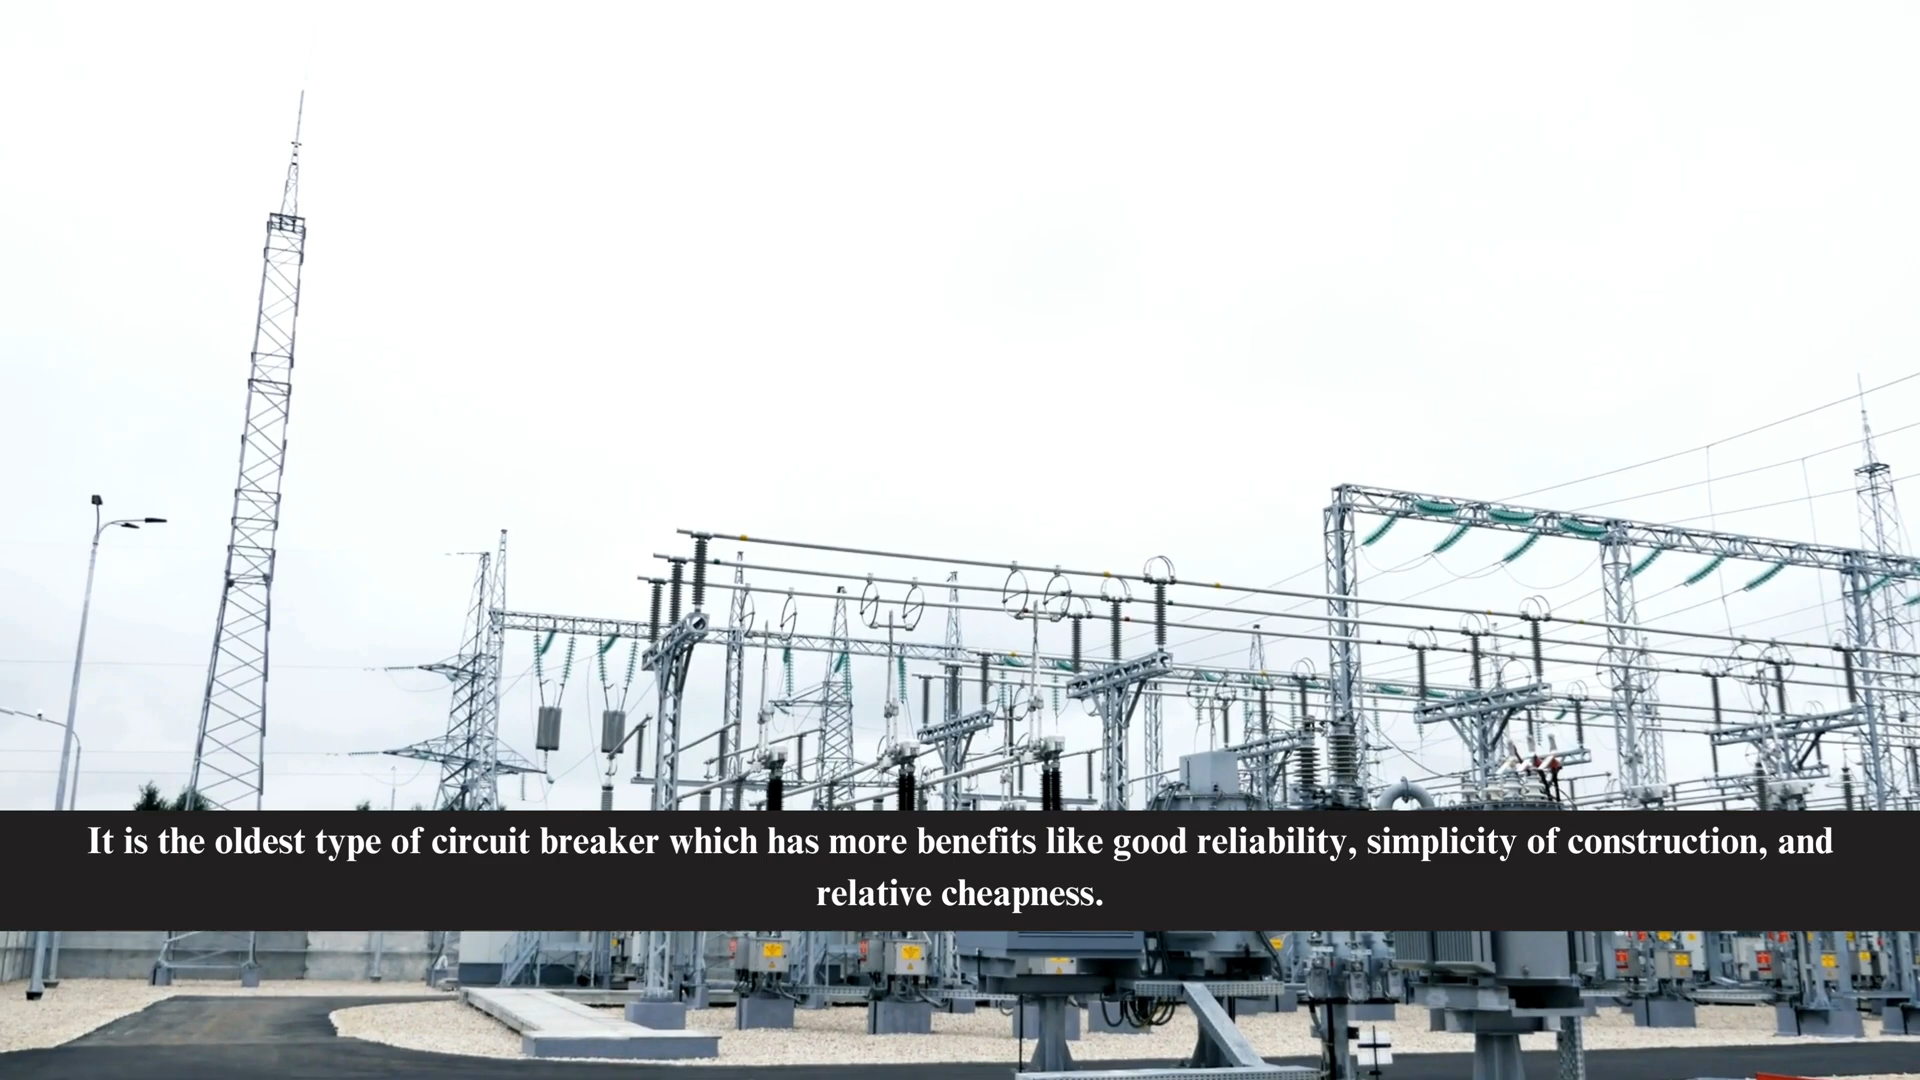 It is the oldest type of circuit breaker which has more benefits like good reliability, simplicity of construction, and
relative cheapness.